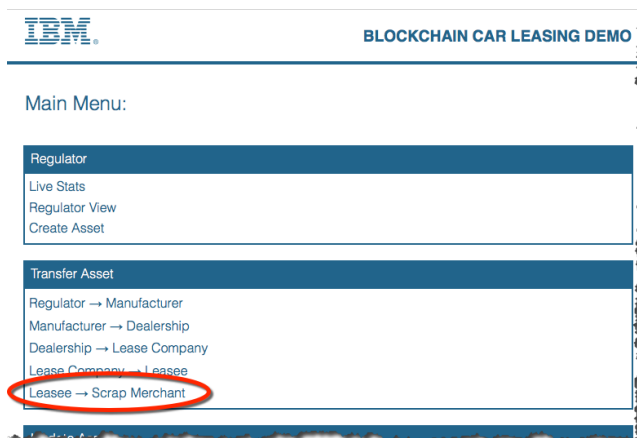 IBM
BLOCKCHAIN CAR LEASING DEMO
Main Menu:
Regulator
Live Stats
Regulator View
Create Asset
Transfer Asset
Regulator → Manufacturer
Manufacturer → Dealership
Dealership → Lease Company
Lease Company → Leasee
Leasee → Scrap Merchant